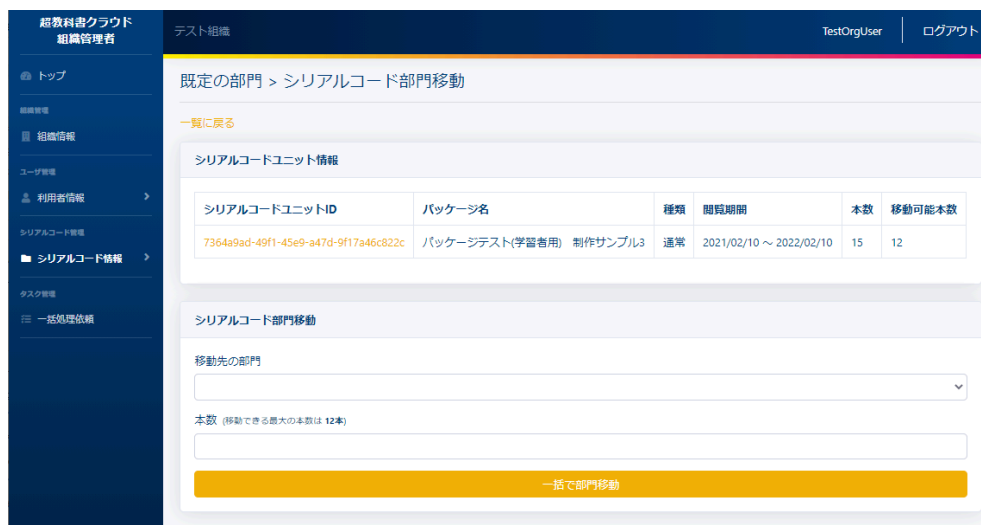 超教科書クラウド
組織管理者
テスト組織
TestOrgUser
ログアウト
トップ
組織管理
組織情報
ユーザ管理
利用者情報
シリアルコード管理
シリアルコード情報
タスク管理
一括処理依頼
既定の部門 > シリアルコード部門移動
一覧に戻る
シリアルコードユニット情報
シリアルコードユニットID パッケージ名 種類 閲覧期間 本数 移動可能本数
7364a9ad-49f1-45e9-a47d-9f17a46c822c パッケージテスト(学習者用) 制作サンプル3 通常 2021/02/10 ～ 2022/02/10 15 12
シリアルコード部門移動
移動先の部門
本数 (移動できる最大の本数は 12本)
一括で部門移動